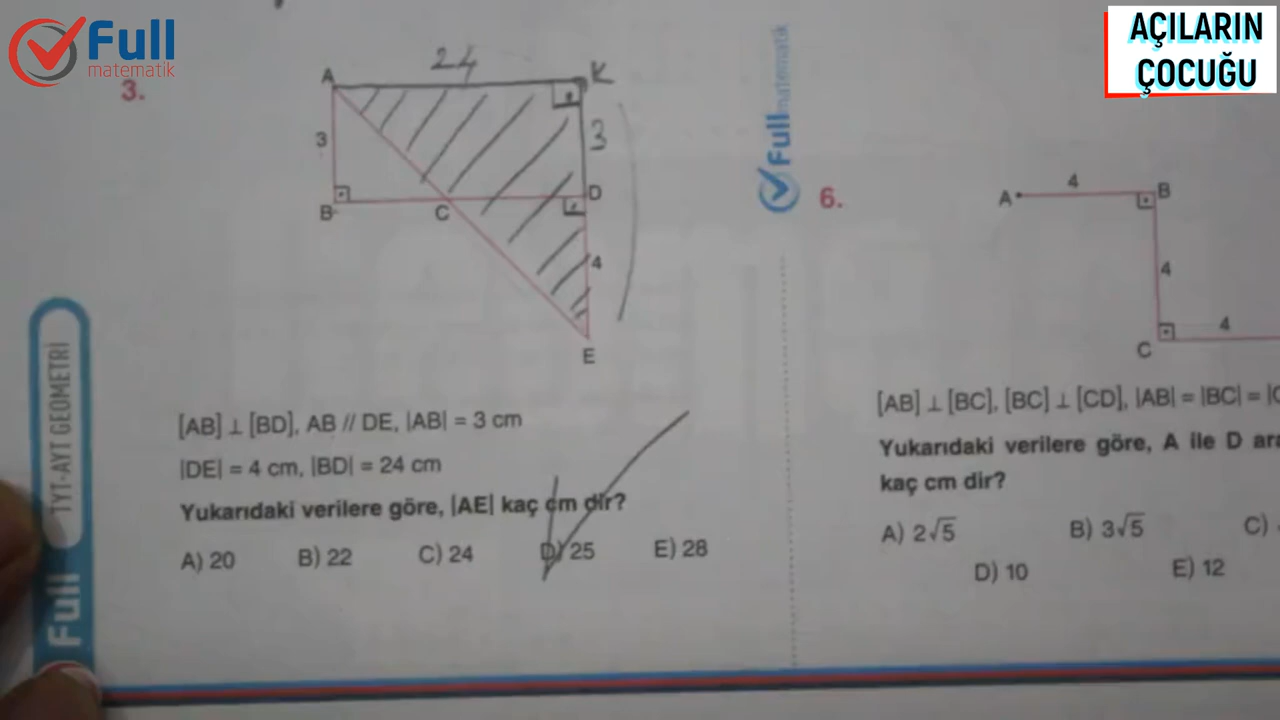 Full
matematik
AÇILARIN
ÇOCUĞU
3.
24
A
K
3
3
B
C
D
4
E
[AB] ⊥ [BD], AB // DE, |AB| = 3 cm
|DE| = 4 cm, |BD| = 24 cm
Yukarıdaki verilere göre, |AE| kaç cm dir?
A) 20 B) 22 C) 24 D) 25 E) 28
Full matematik
6.
A
4
B
4
4
C
[AB] ⊥ [BC], [BC] ⊥ [CD], |AB| = |BC| = |C
Yukarıdaki verilere göre, A ile D ara
kaç cm dir?
A) 2√5 B) 3√5 C)
D) 10 E) 12
Full TYT-AYT GEOMETRİ